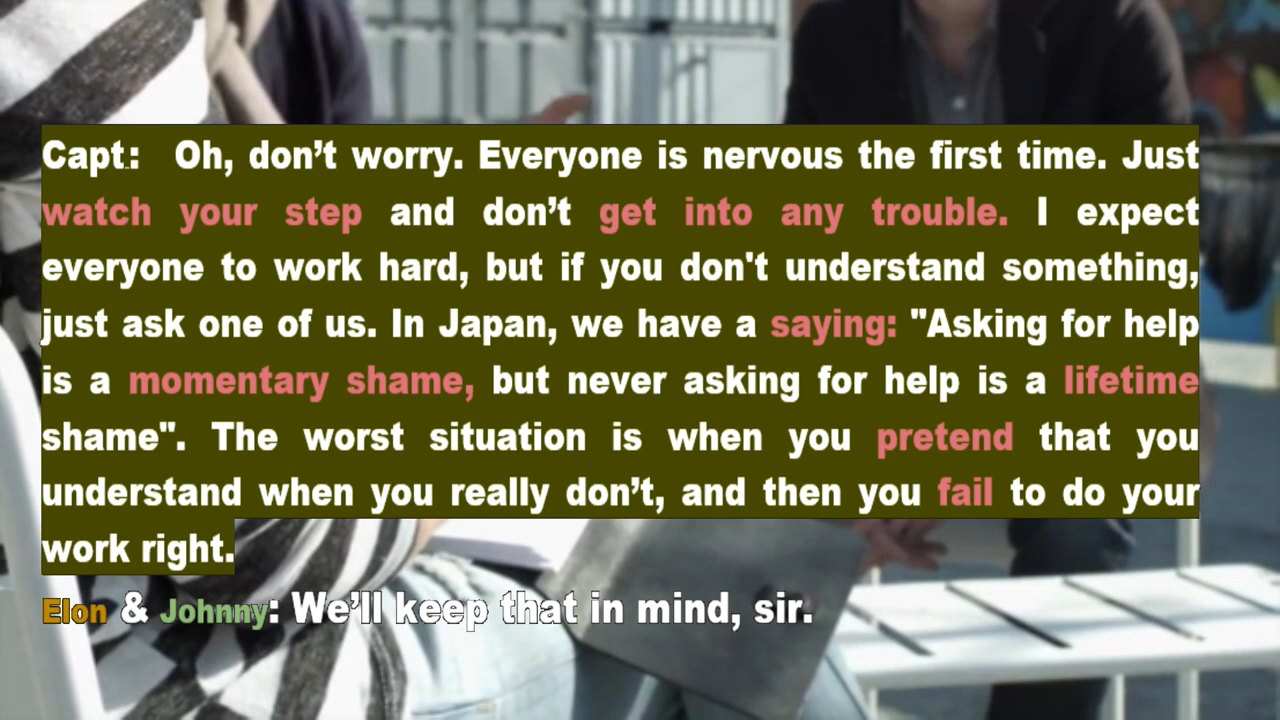 Capt: Oh, don’t worry. Everyone is nervous the first time. Just
watch your step and don’t get into any trouble. I expect
everyone to work hard, but if you don't understand something,
just ask one of us. In Japan, we have a saying: "Asking for help
is a momentary shame, but never asking for help is a lifetime
shame". The worst situation is when you pretend that you
understand when you really don’t, and then you fail to do your
work right.
Elon & Johnny: We’ll keep that in mind, sir.